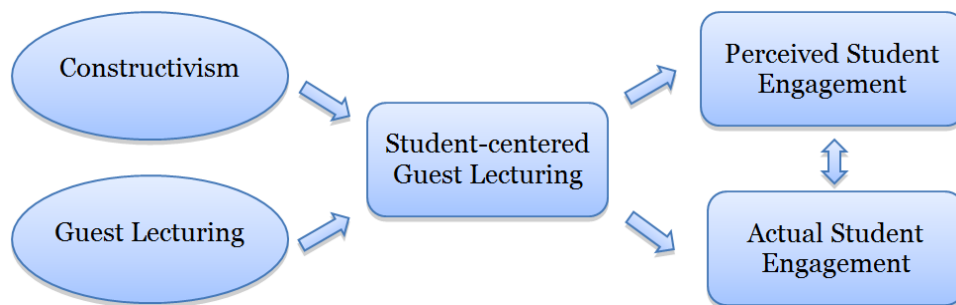 Constructivism
Guest Lecturing
Student-centered
Guest Lecturing
Perceived Student
Engagement
Actual Student
Engagement